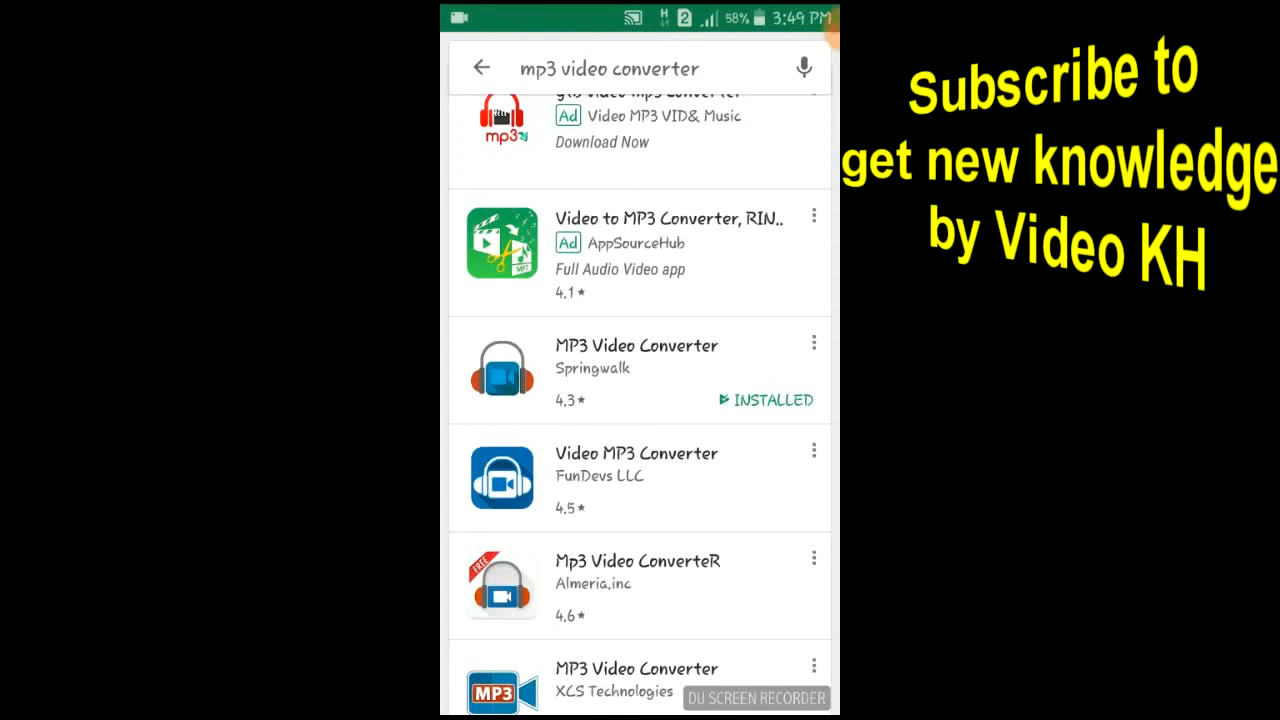 H 2 58% 3:49 PM
mp3 video converter
Ad Video MP3 VID& Music
mp3
Download Now
Video to MP3 Converter, RIN..
Ad AppSourceHub
Full Audio Video app
4.1★
MP3 Video Converter
Springwalk
4.3★ INSTALLED
Video MP3 Converter
FunDevs LLC
4.5★
FREE
Mp3 Video ConverteR
Almeria.inc
4.6★
MP3 Video Converter
MP3
XCS Technologies
DU SCREEN RECORDER
Subscribe to
get new knowledge
by Video KH